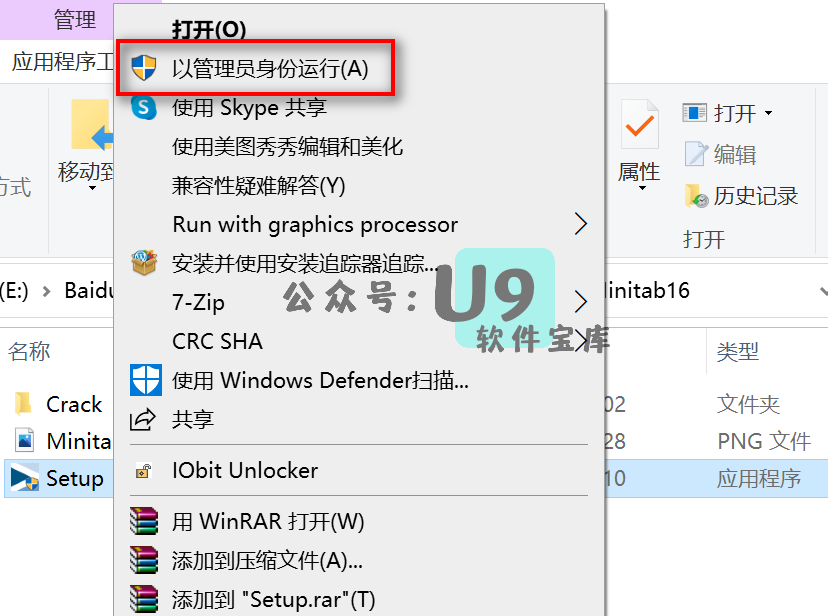 管理
应用程序工
移动到
方式
打开(O)
以管理员身份运行(A)
使用 Skype 共享
使用美图秀秀编辑和美化
兼容性疑难解答(Y)
Run with graphics processor
安装并使用安装追踪器追踪...
7-Zip
CRC SHA
使用 Windows Defender扫描...
共享
IObit Unlocker
用 WinRAR 打开(W)
添加到压缩文件(A)...
添加到 "Setup.rar"(T)
属性
打开
编辑
历史记录
打开
(E:) > Baidu
initab16
名称
类型
Crack
02
文件夹
Minita
28
PNG 文件
Setup
10
应用程序
公众号：U9
软件宝库